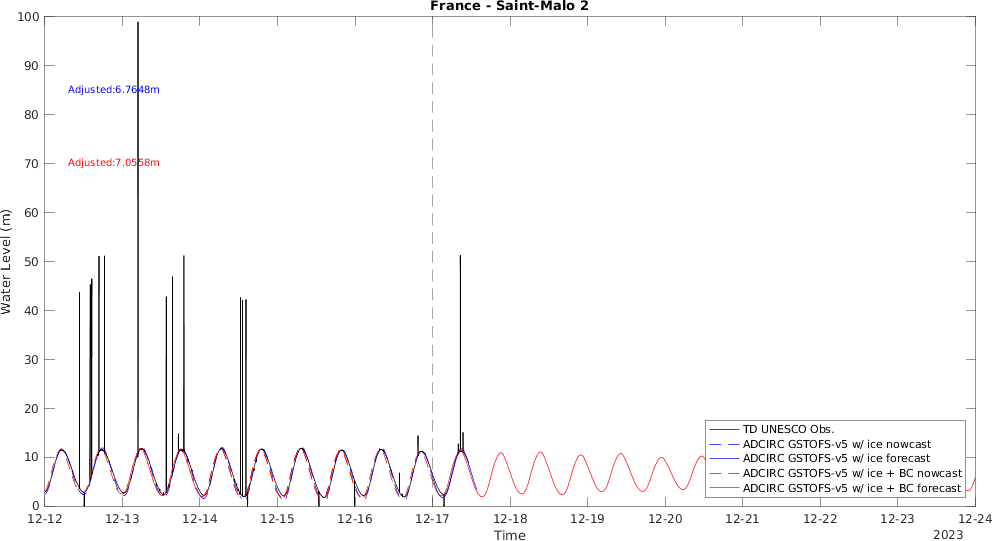 France - Saint-Malo 2
Water Level (m)
100
90
80
70
60
50
40
30
20
10
0
Adjusted:6.7648m
Adjusted:7.0558m
TD UNESCO Obs.
ADCIRC GSTOFS-v5 w/ ice nowcast
ADCIRC GSTOFS-v5 w/ ice forecast
ADCIRC GSTOFS-v5 w/ ice + BC nowcast
ADCIRC GSTOFS-v5 w/ ice + BC forecast
12-12 12-13 12-14 12-15 12-16 12-17 12-18 12-19 12-20 12-21 12-22 12-23 12-24
Time
2023